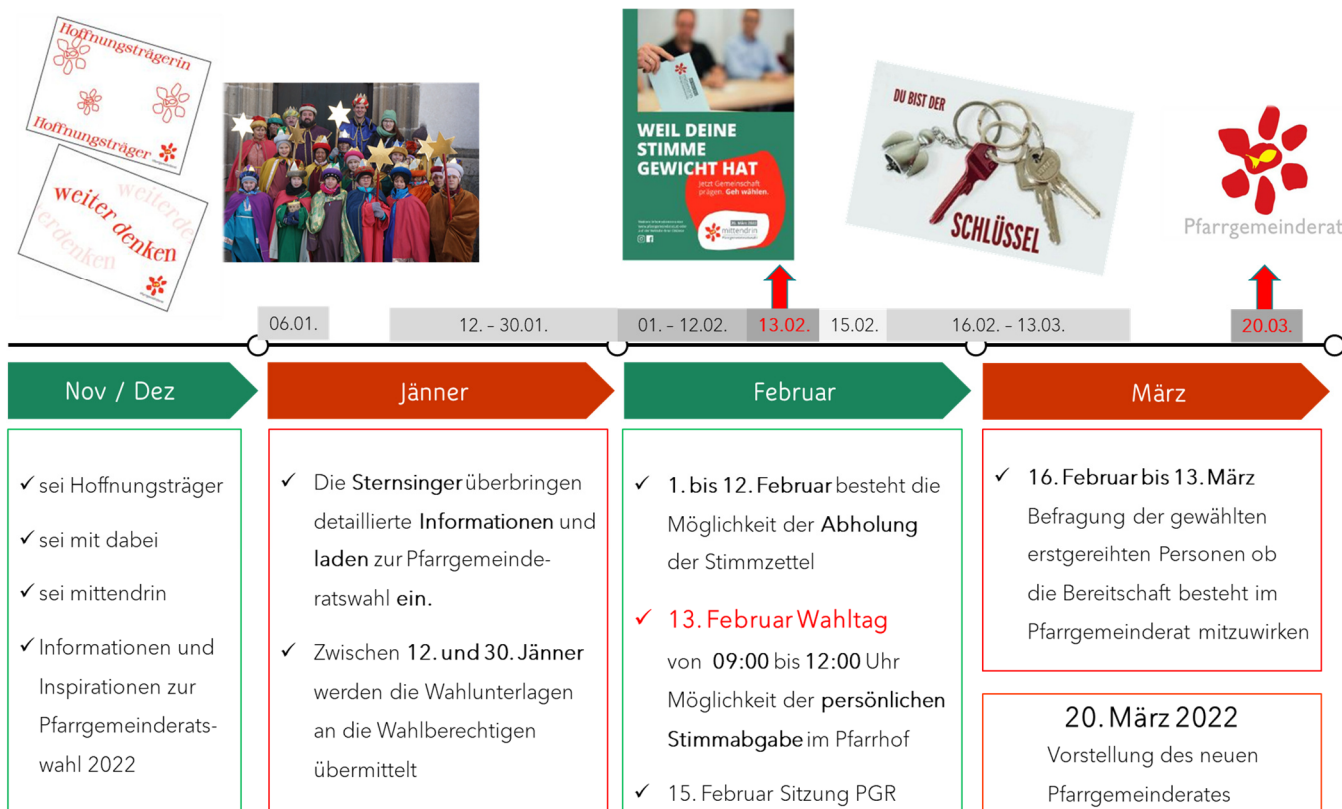 Hoffnungsträgerin
Hoffnungsträger
weiter denken
weiterde
erdenken
WEIL DEINE
STIMME
GEWICHT HAT
Jetzt Gemeinschaft
prägen. Geh wählen.
mittendrin
DU BIST DER
SCHLÜSSEL
Pfarrgemeinderat
06.01.
12. – 30.01.
01. – 12.02.
13.02.
15.02.
16.02. – 13.03.
20.03.
Nov / Dez
Jänner
Februar
März
✓ sei Hoffnungsträger
✓ sei mit dabei
✓ sei mittendrin
✓ Informationen und
Inspirationen zur
Pfarrgemeinderats-
wahl 2022
✓ Die Sternsinger überbringen
detaillierte Informationen und
laden zur Pfarrgemeinde-
ratswahl ein.
✓ Zwischen 12. und 30. Jänner
werden die Wahlunterlagen
an die Wahlberechtigen
übermittelt
✓ 1. bis 12. Februar besteht die
Möglichkeit der Abholung
der Stimmzettel
✓ 13. Februar Wahltag
von 09:00 bis 12:00 Uhr
Möglichkeit der persönlichen
Stimmabgabe im Pfarrhof
✓ 15. Februar Sitzung PGR
✓ 16. Februar bis 13. März
Befragung der gewählten
erstgereihten Personen ob
die Bereitschaft besteht im
Pfarrgemeinderat mitzuwirken
20. März 2022
Vorstellung des neuen
Pfarrgemeinderates